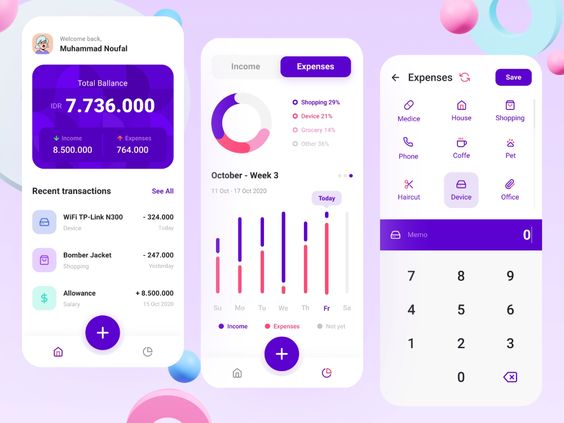 Welcome back,
Muhammad Noufal
Total Ballance
IDR 7.736.000
Income
8.500.000
Expenses
764.000
Recent transactions
See All
WiFi TP-Link N300
- 324.000
Device
Today
Bomber Jacket
- 247.000
Shopping
Yesterday
Allowance
+ 8.500.000
Salary
15 Oct 2020
Income
Expenses
Shopping 29%
Device 21%
Grocery 14%
Other 36%
October - Week 3
11 Oct - 17 Oct 2020
Today
Su Mo Tu We Th Fr Sa
Income
Expenses
Not yet
Expenses
Save
Medice House Shopping
Phone Coffe Pet
Haircut Device Office
Memo
0
7 8 9
4 5 6
1 2 3
0